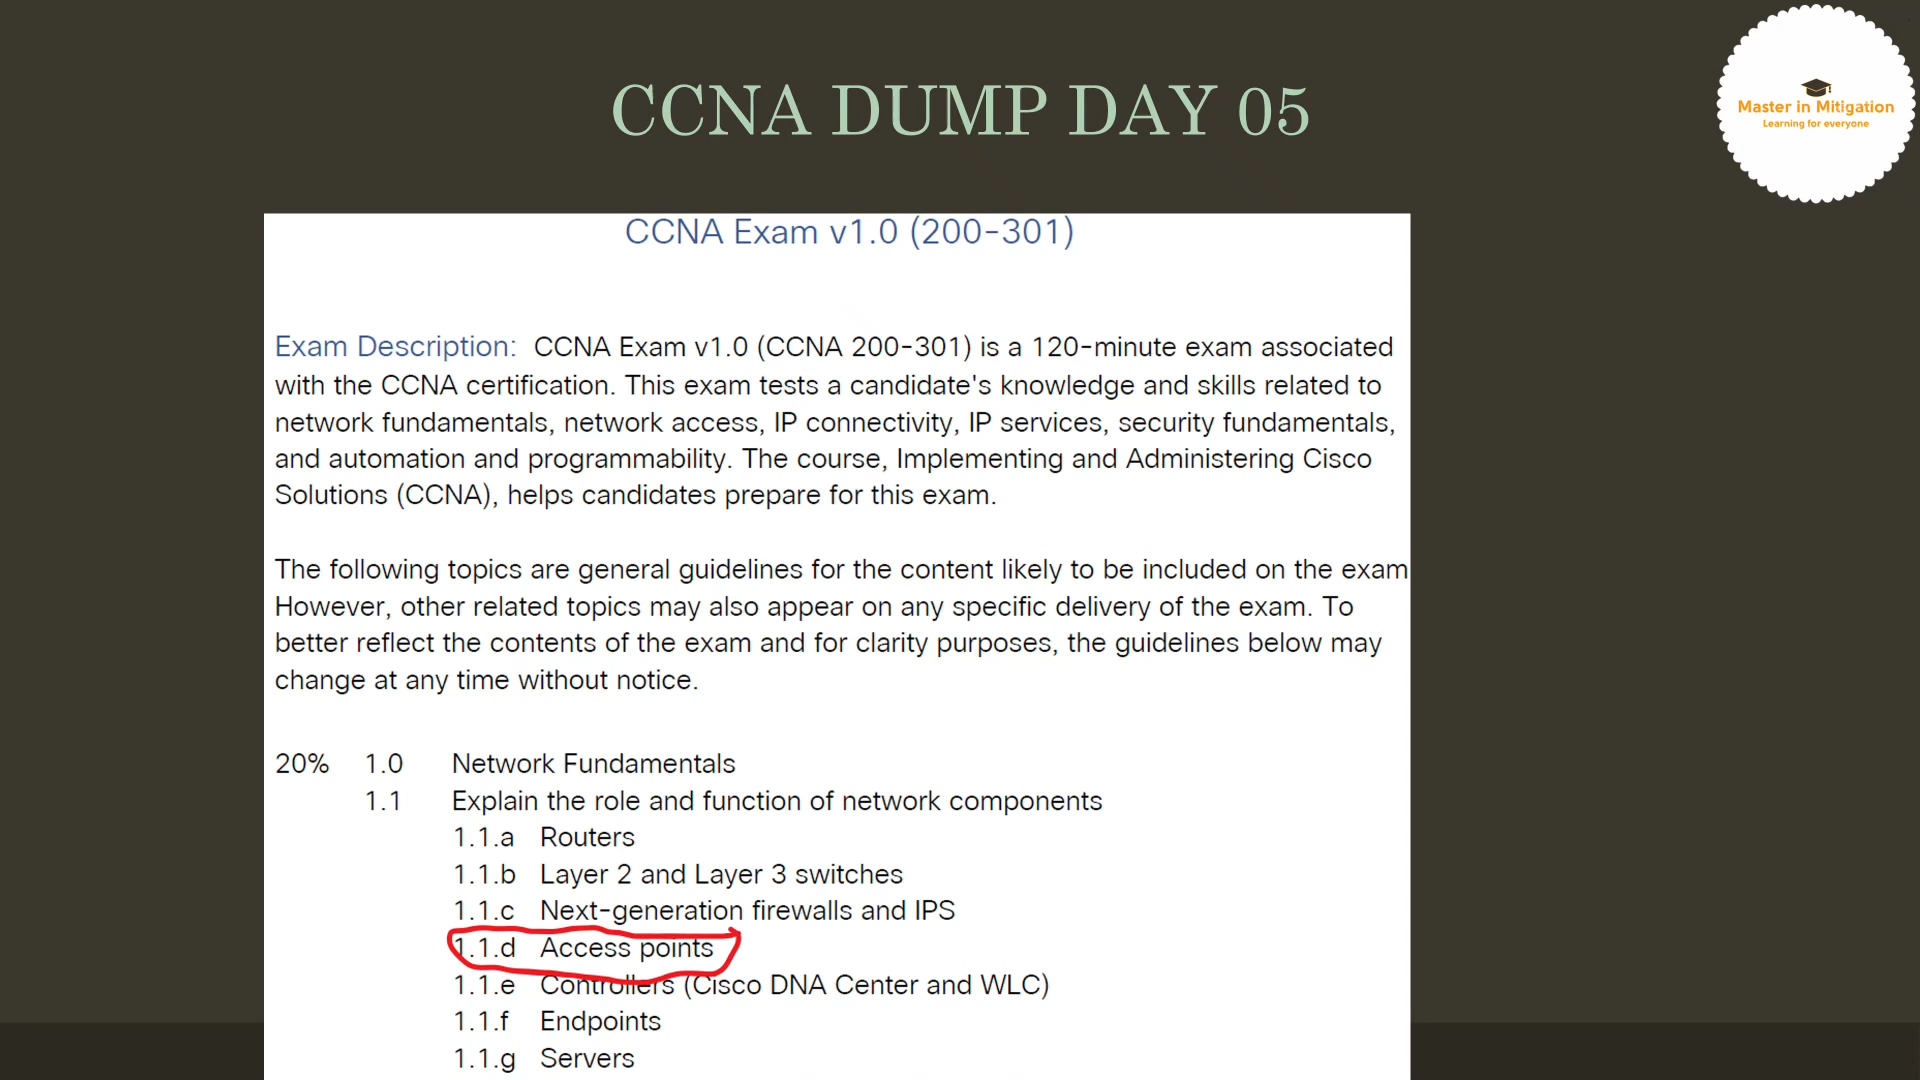 CCNA DUMP DAY 05
Master in Mitigation
Learning for everyone
CCNA Exam v1.0 (200-301)
Exam Description: CCNA Exam v1.0 (CCNA 200-301) is a 120-minute exam associated
with the CCNA certification. This exam tests a candidate's knowledge and skills related to
network fundamentals, network access, IP connectivity, IP services, security fundamentals,
and automation and programmability. The course, Implementing and Administering Cisco
Solutions (CCNA), helps candidates prepare for this exam.
The following topics are general guidelines for the content likely to be included on the exam
However, other related topics may also appear on any specific delivery of the exam. To
better reflect the contents of the exam and for clarity purposes, the guidelines below may
change at any time without notice.
20% 1.0 Network Fundamentals
1.1 Explain the role and function of network components
1.1.a Routers
1.1.b Layer 2 and Layer 3 switches
1.1.c Next-generation firewalls and IPS
1.1.d Access points
1.1.e Controllers (Cisco DNA Center and WLC)
1.1.f Endpoints
1.1.g Servers